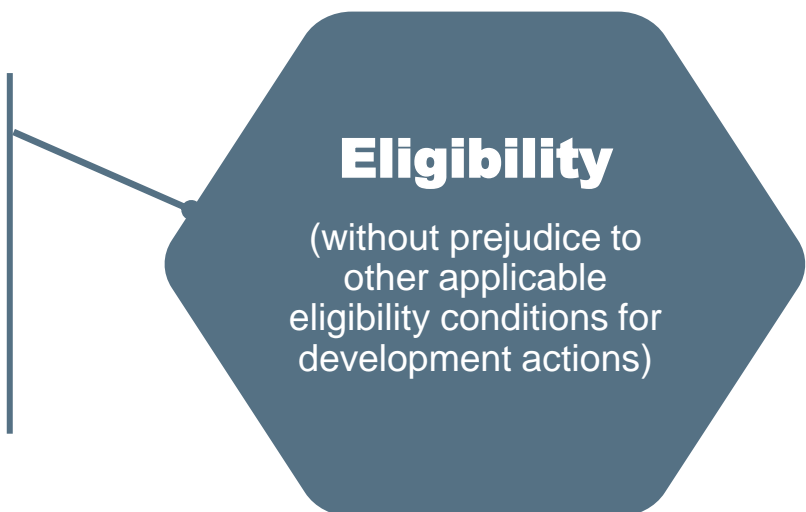 Eligibility
(without prejudice to
other applicable
eligibility conditions for
development actions)